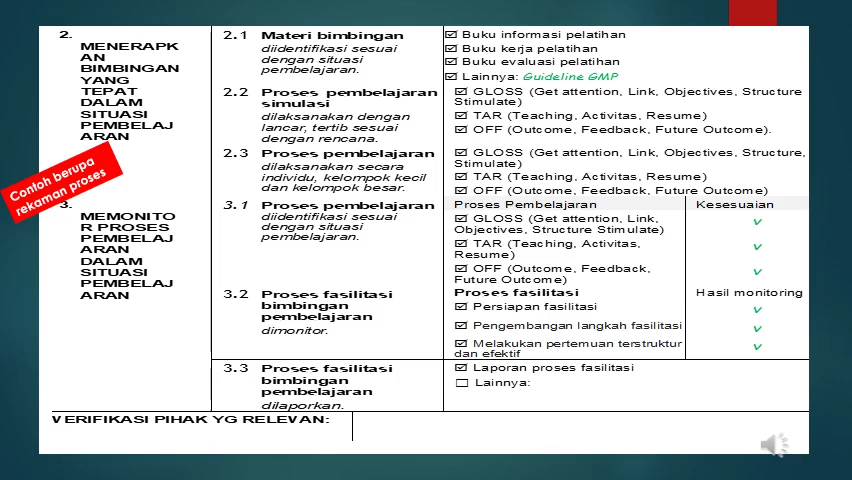 2.
MENERAPK
AN
BIMBINGAN
YANG
TEPAT
DALAM
SITUASI
PEMBELAJ
ARAN
2.1 Materi bimbingan
diidentifikasi sesuai
dengan situasi
pembelajaran.
☑ Buku informasi pelatihan
☑ Buku kerja pelatihan
☑ Buku evaluasi pelatihan
☑ Lainnya: Guideline GMP
2.2 Proses pembelajaran
simulasi
dilaksanakan dengan
lancar, tertib sesuai
dengan rencana.
☑ GLOSS (Get attention, Link, Objectives, Structure
Stimulate)
☑ TAR (Teaching, Activitas, Resume)
☑ OFF (Outcome, Feedback, Future Outcome).
2.3 Proses pembelajaran
dilaksanakan secara
individu, kelompok kecil
dan kelompok besar.
☑ GLOSS (Get attention, Link, Objectives, Structure,
Stimulate)
☑ TAR (Teaching, Activitas, Resume)
☑ OFF (Outcome, Feedback, Future Outcome)
Contoh berupa
rekaman proses
3.
MEMONITO
R PROSES
PEMBELAJ
ARAN
DALAM
SITUASI
PEMBELAJ
ARAN
3.1 Proses pembelajaran
diidentifikasi sesuai
dengan situasi
pembelajaran.
Proses Pembelajaran Kesesuaian
☑ GLOSS (Get attention, Link, v
Objectives, Structure Stimulate)
☑ TAR (Teaching, Activitas, v
Resume)
☑ OFF (Outcome, Feedback, v
Future Outcome)
3.2 Proses fasilitasi
bimbingan
pembelajaran
dimonitor.
Proses fasilitasi Hasil monitoring
☑ Persiapan fasilitasi v
☑ Pengembangan langkah fasilitasi v
☑ Melakukan pertemuan terstruktur v
dan efektif
3.3 Proses fasilitasi
bimbingan
pembelajaran
dilaporkan.
☑ Laporan proses fasilitasi
☐ Lainnya:
VERIFIKASI PIHAK YG RELEVAN: